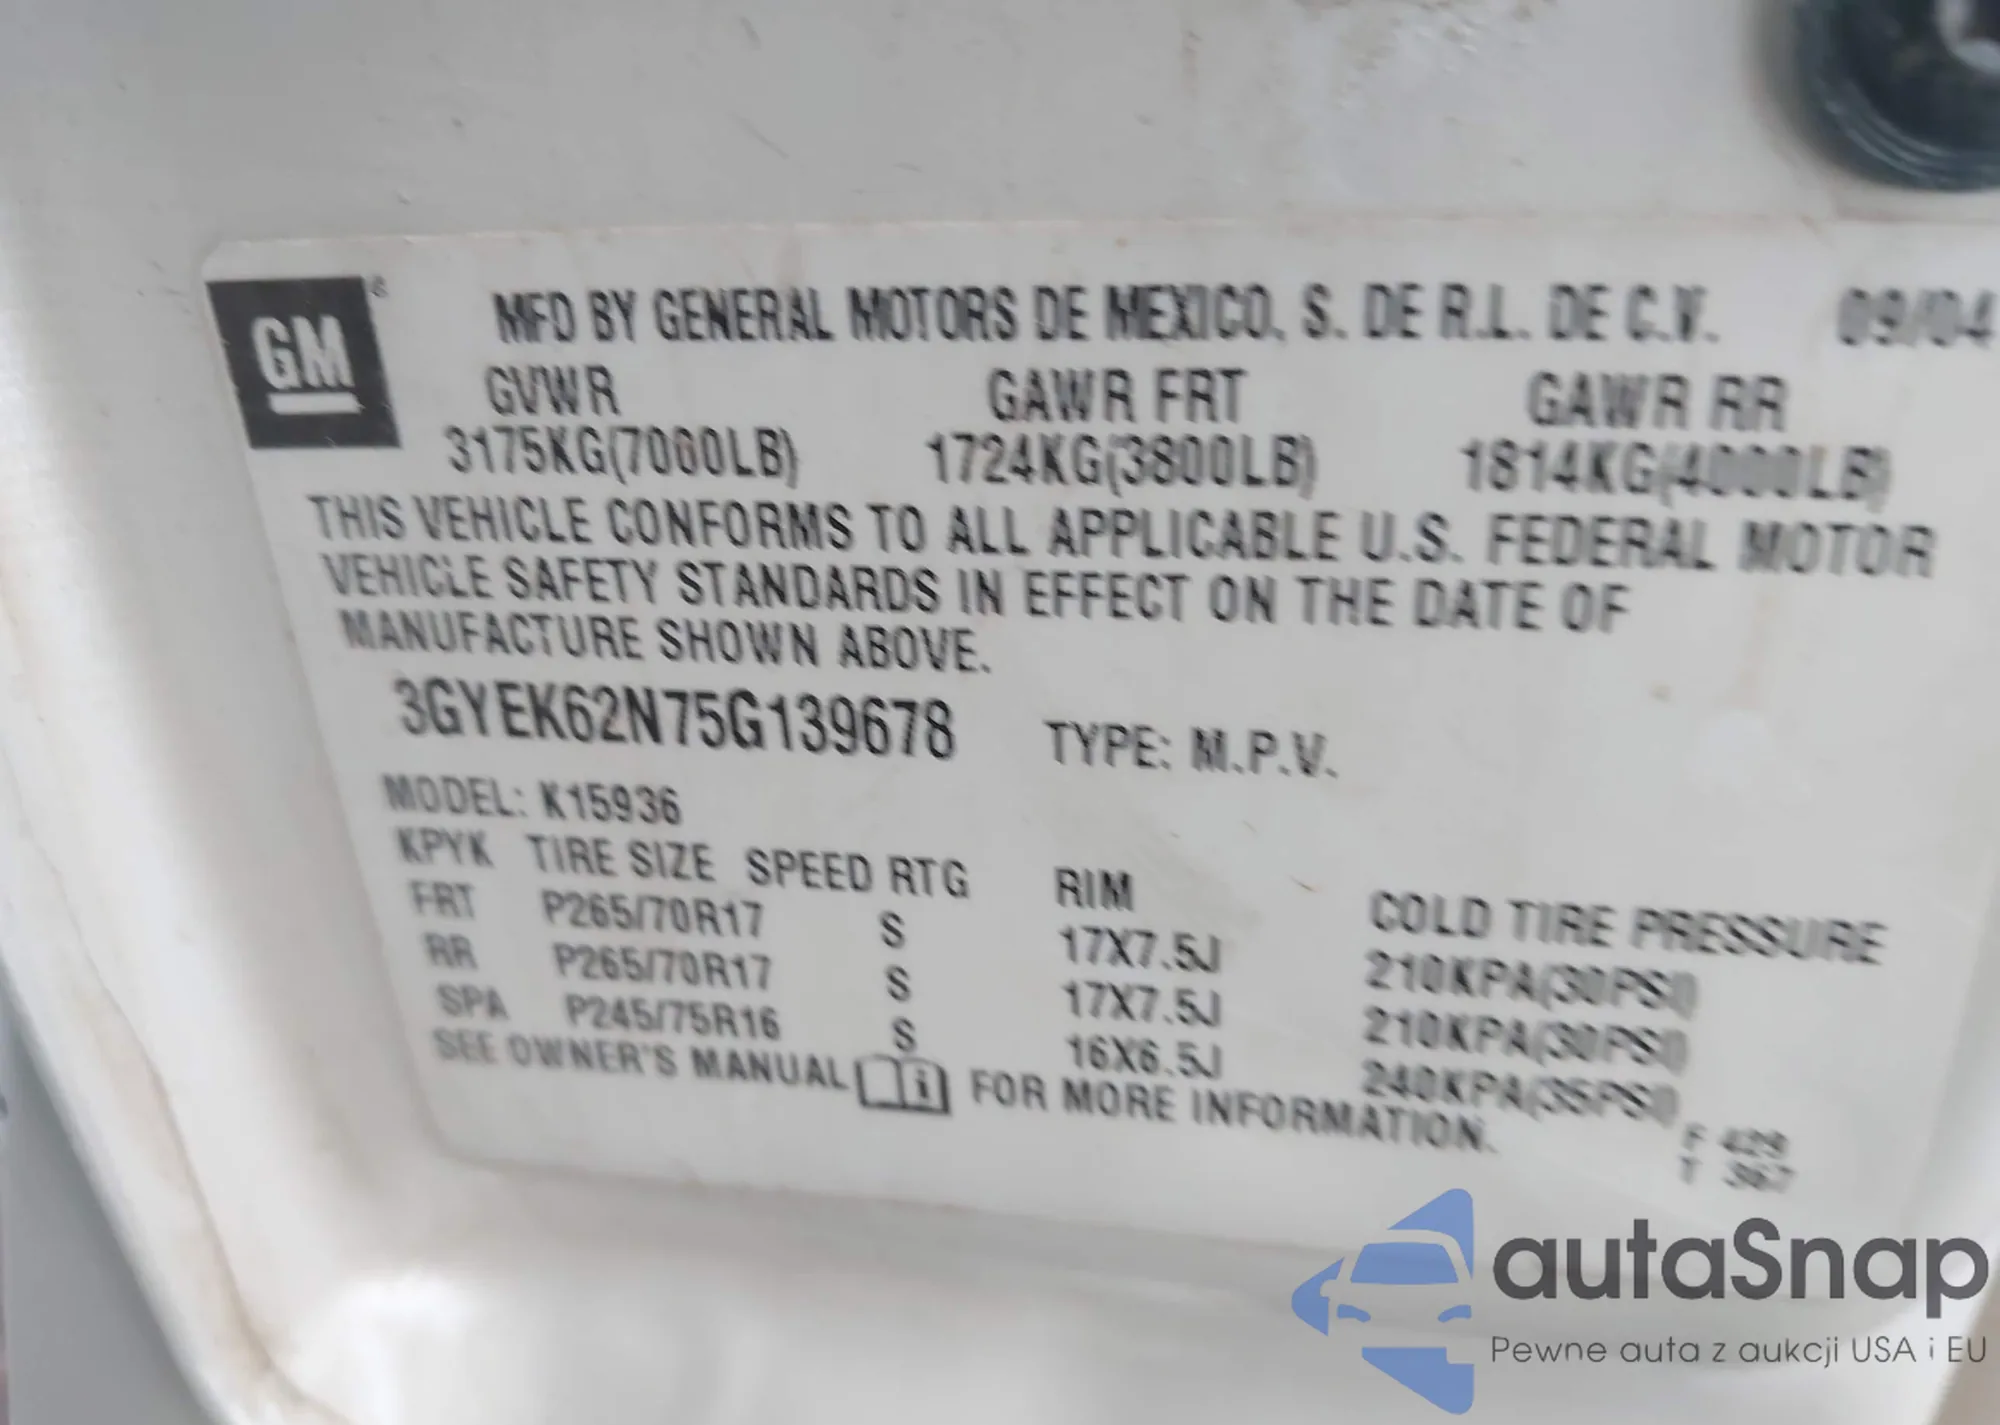 GM®
MFD BY GENERAL MOTORS DE MEXICO, S. DE R.L. DE C.V. 09/04
GVWR GAWR FRT GAWR RR
3175KG(7000LB) 1724KG(3800LB) 1814KG(4000LB)
THIS VEHICLE CONFORMS TO ALL APPLICABLE U.S. FEDERAL MOTOR
VEHICLE SAFETY STANDARDS IN EFFECT ON THE DATE OF
MANUFACTURE SHOWN ABOVE.
3GYEK62N75G139678 TYPE: M.P.V.
MODEL: K15936
KPYK TIRE SIZE SPEED RTG RIM COLD TIRE PRESSURE
FRT P265/70R17 S 17X7.5J 210KPA(30PSI)
RR P265/70R17 S 17X7.5J 210KPA(30PSI)
SPA P245/75R16 S 16X6.5J 240KPA(35PSI)
SEE OWNER'S MANUAL i FOR MORE INFORMATION.
F 429
T 367
autaSnap
Pewne auta z aukcji USA i EU